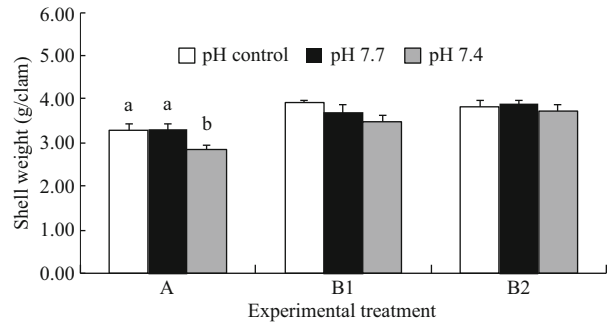 6.00
pH control pH 7.7 pH 7.4
5.00
4.00
a a
b
3.00
2.00
1.00
0.00
Shell weight (g/clam)
A B1 B2
Experimental treatment